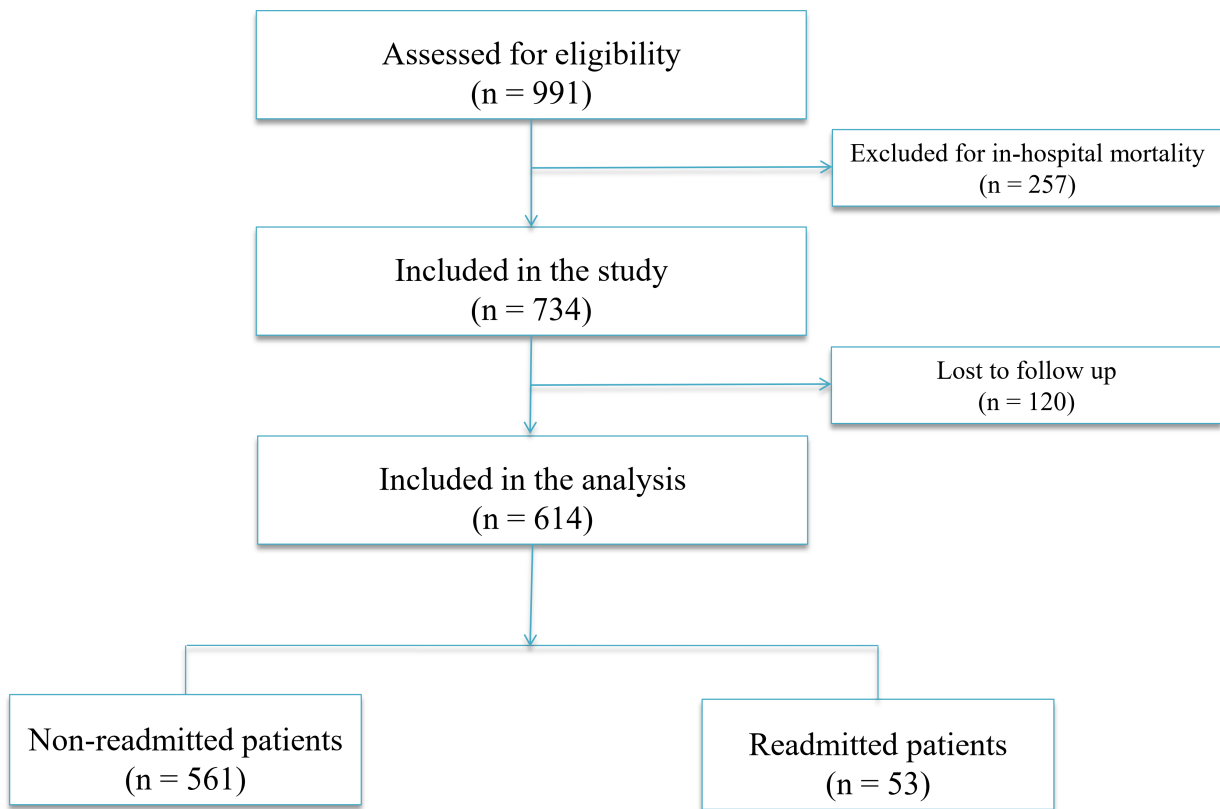 Assessed for eligibility
(n = 991)
Excluded for in-hospital mortality
(n = 257)
Included in the study
(n = 734)
Lost to follow up
(n = 120)
Included in the analysis
(n = 614)
Non-readmitted patients
(n = 561)
Readmitted patients
(n = 53)